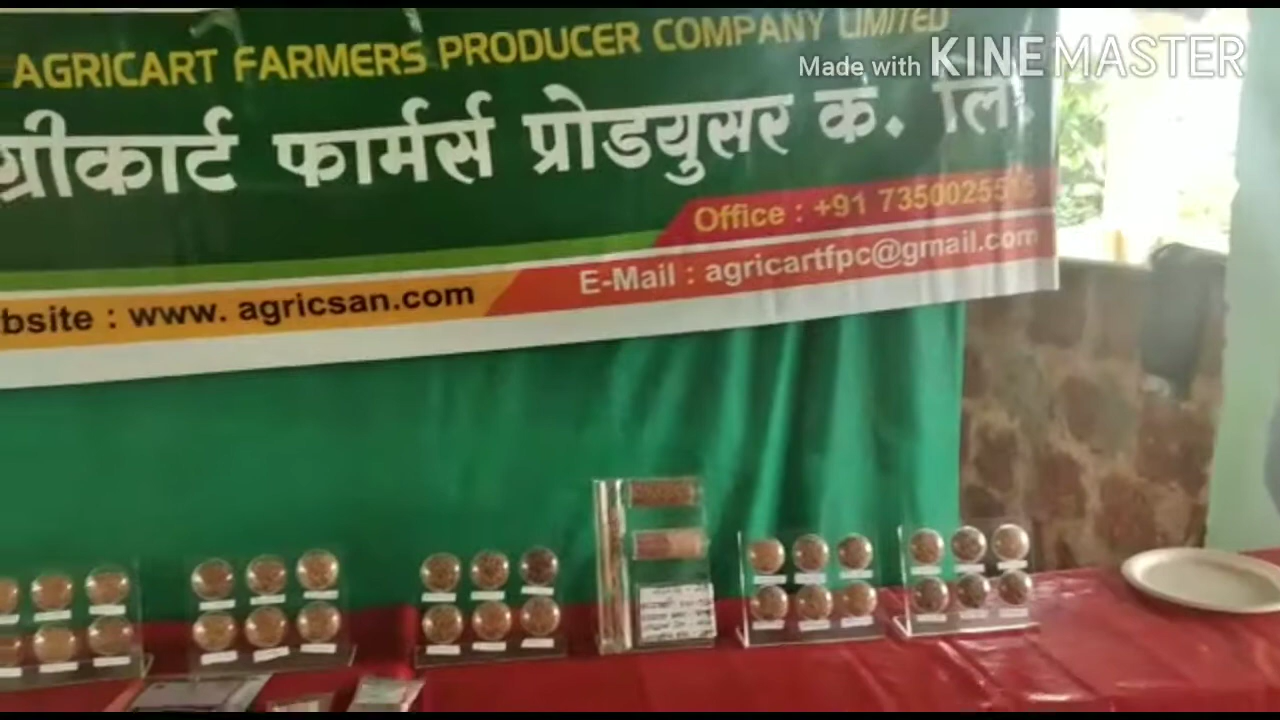 AGRICART FARMERS PRODUCER COMPANY LIMITED
Made with KINEMASTER
ग्रीकार्ट फार्मर्स प्रोडयुसर कं. लि.
Office : +91
bsite : www. agricsan.com
E-Mail : agricartfpc@gmail.com